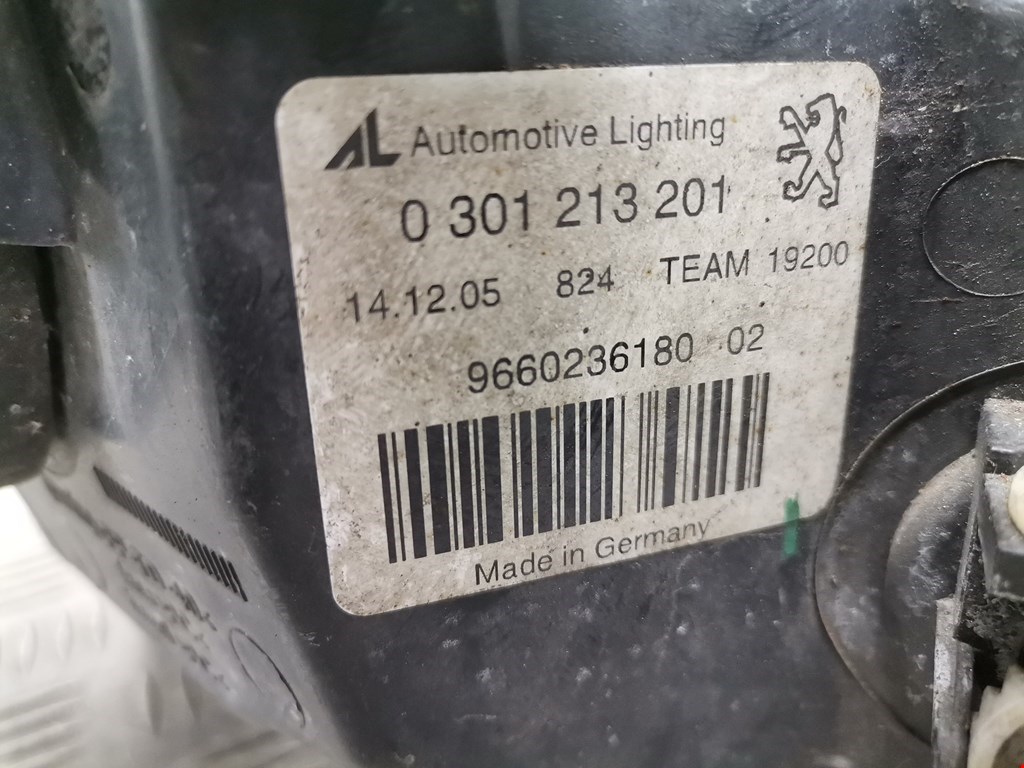 AL Automotive Lighting
0 301 213 201
14.12.05 824 TEAM 19200
9660236180 02
Made in Germany